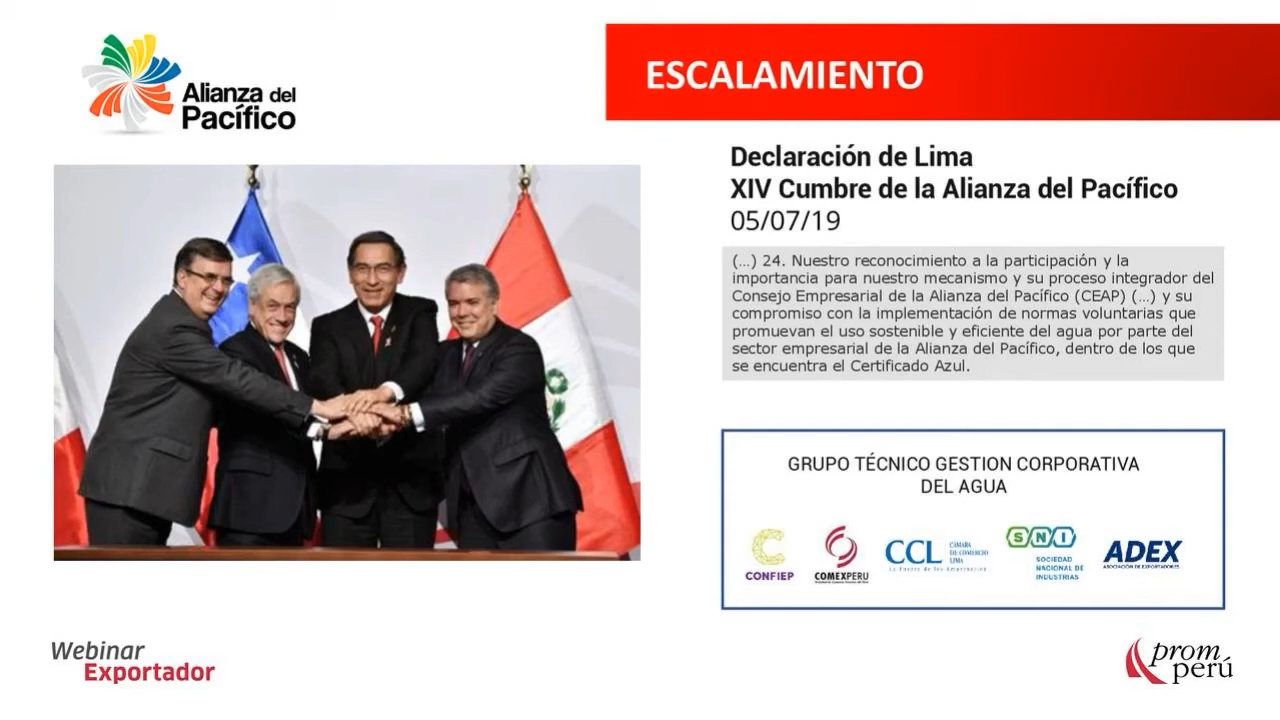 Alianza del
Pacífico
ESCALAMIENTO
Declaración de Lima
XIV Cumbre de la Alianza del Pacífico
05/07/19
(...) 24. Nuestro reconocimiento a la participación y la
importancia para nuestro mecanismo y su proceso integrador del
Consejo Empresarial de la Alianza del Pacífico (CEAP) (...) y su
compromiso con la implementación de normas voluntarias que
promuevan el uso sostenible y eficiente del agua por parte del
sector empresarial de la Alianza del Pacífico, dentro de los que
se encuentra el Certificado Azul.
GRUPO TÉCNICO GESTION CORPORATIVA
DEL AGUA
CONFIEP
COMEXPERU
CCL
CÁMARA
DE COMERCIO
LIMA
SNI
SOCIEDAD
NACIONAL DE
INDUSTRIAS
ADEX
ASOCIACIÓN DE EXPORTADORES
Webinar
Exportador
prom
perú